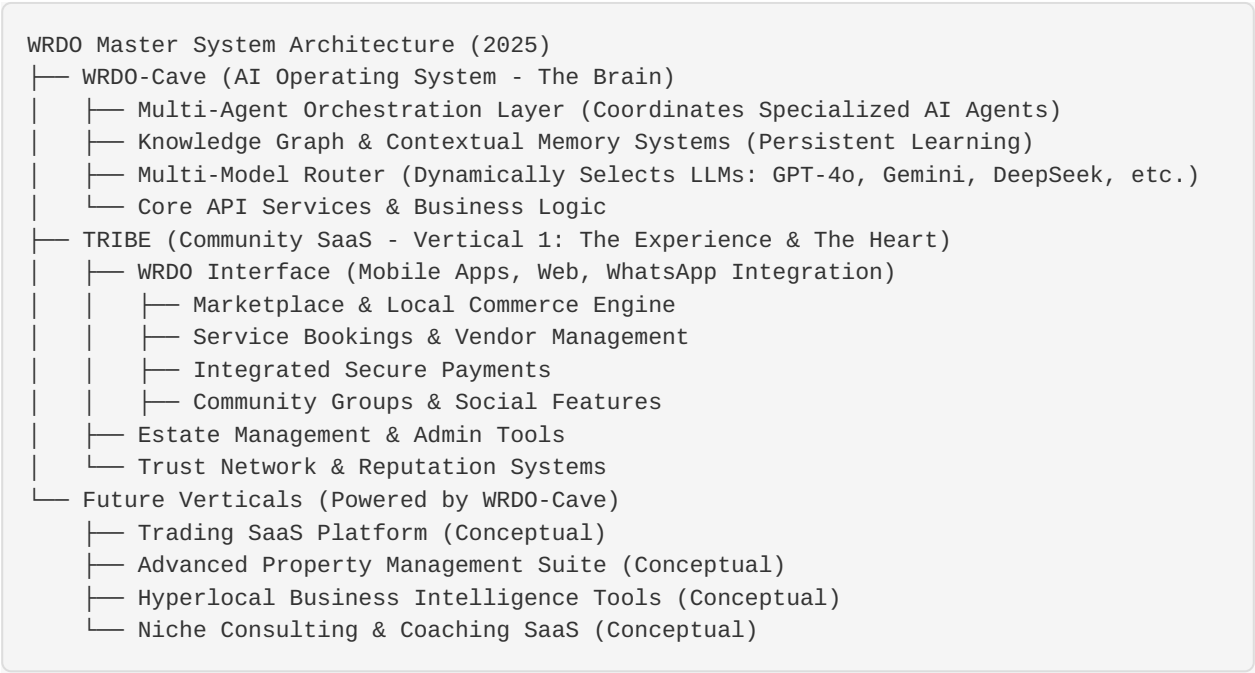 WRDO Master System Architecture (2025)
├── WRDO-Cave (AI Operating System - The Brain)
│   ├── Multi-Agent Orchestration Layer (Coordinates Specialized AI Agents)
│   ├── Knowledge Graph & Contextual Memory Systems (Persistent Learning)
│   ├── Multi-Model Router (Dynamically Selects LLMs: GPT-4o, Gemini, DeepSeek, etc.)
│   └── Core API Services & Business Logic
├── TRIBE (Community SaaS - Vertical 1: The Experience & The Heart)
│   ├── WRDO Interface (Mobile Apps, Web, WhatsApp Integration)
│   │   ├── Marketplace & Local Commerce Engine
│   │   ├── Service Bookings & Vendor Management
│   │   ├── Integrated Secure Payments
│   │   ├── Community Groups & Social Features
│   ├── Estate Management & Admin Tools
│   └── Trust Network & Reputation Systems
└── Future Verticals (Powered by WRDO-Cave)
    ├── Trading SaaS Platform (Conceptual)
    ├── Advanced Property Management Suite (Conceptual)
    ├── Hyperlocal Business Intelligence Tools (Conceptual)
    └── Niche Consulting & Coaching SaaS (Conceptual)